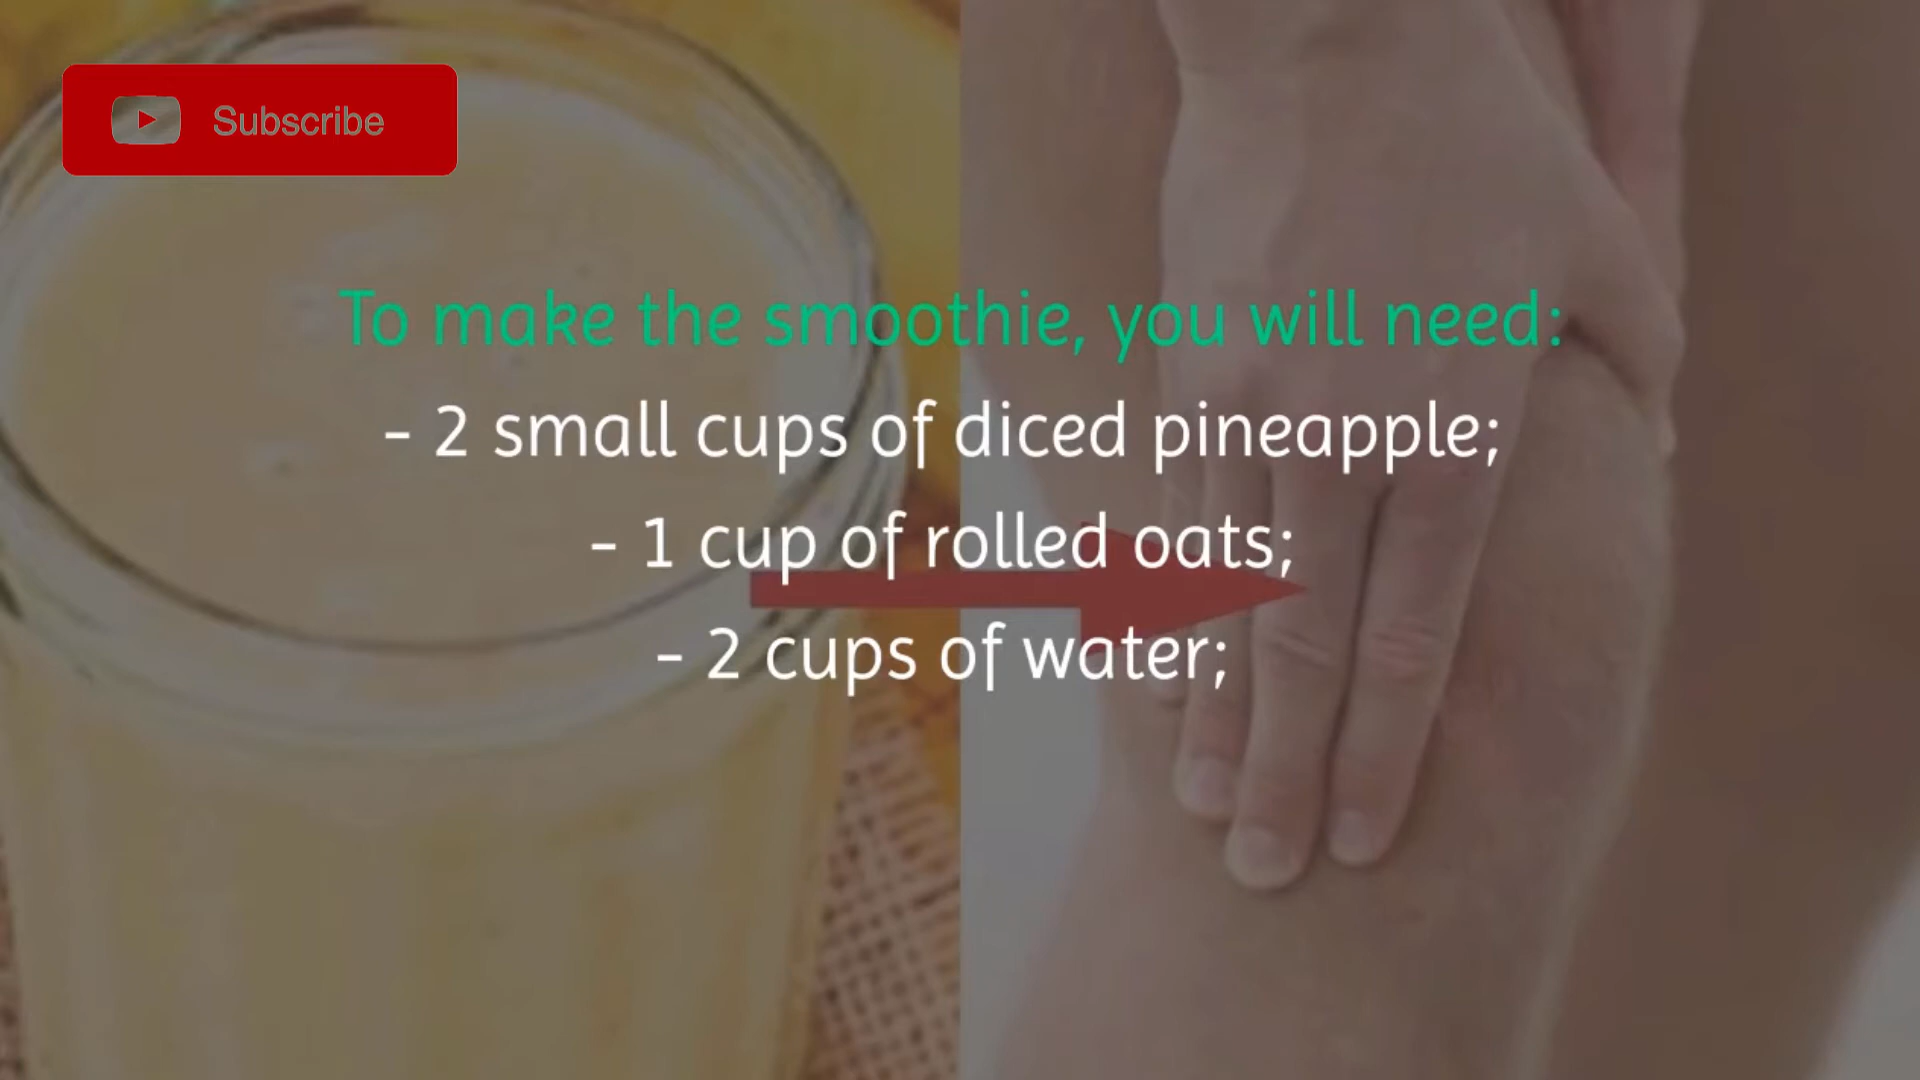 Subscribe
To make the smoothie, you will need:
- 2 small cups of diced pineapple;
- 1 cup of rolled oats;
- 2 cups of water;